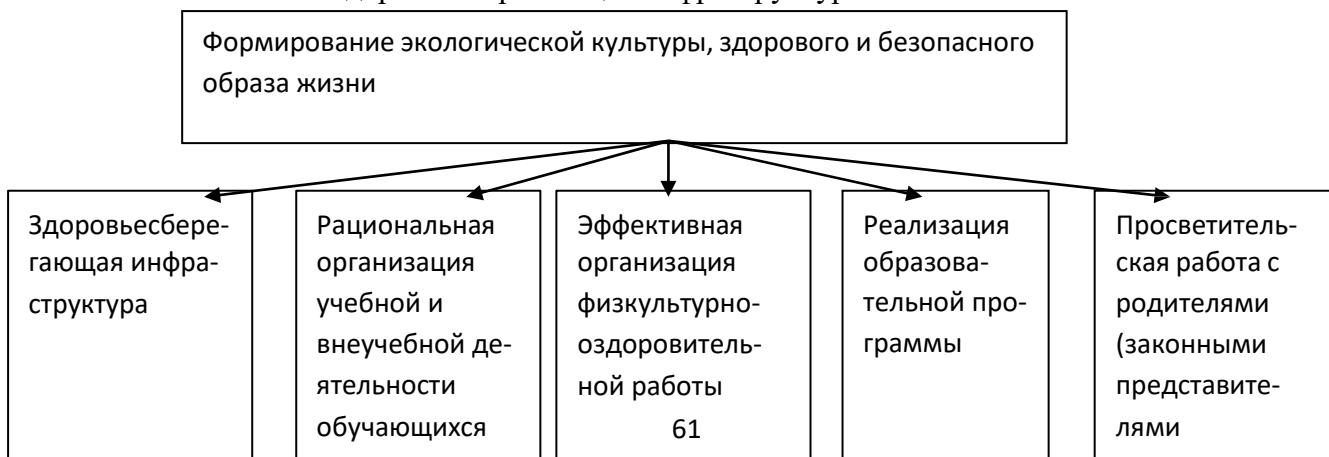 Формирование экологической культуры, здорового и безопасного
образа жизни
Здоровьесбере-
гающая инфра-
структура
Рациональная
организация
учебной и
внеучебной де-
ятельности
обучающихся
Эффективная
организация
физкультурно-
оздоровитель-
ной работы
61
Реализация
образова-
тельной про-
граммы
Просветитель-
ская работа с
родителями
(законными
представите-
лями